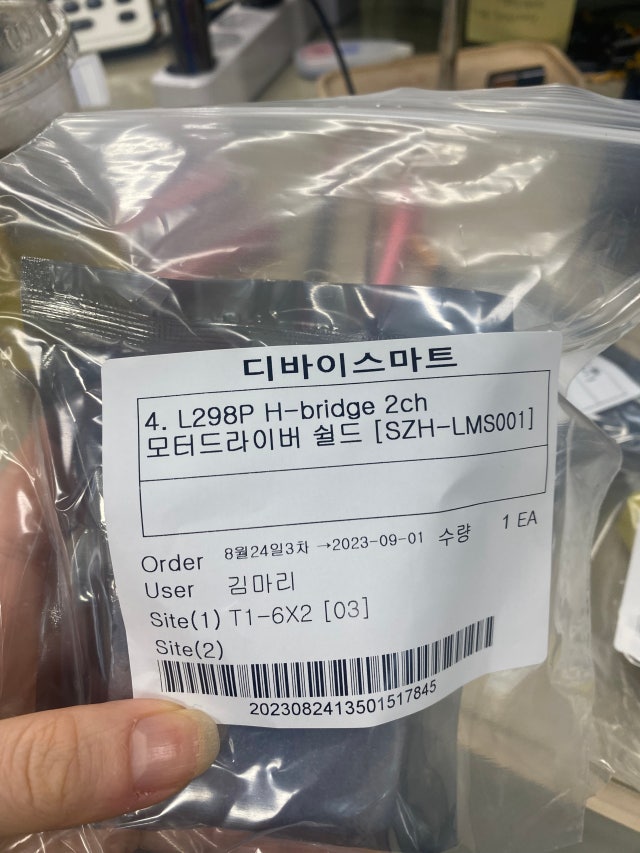 디바이스마트
4. L298P H-bridge 2ch
모터드라이버 쉴드 [SZH-LMS001]
Order 8월24일3차 →2023-09-01 수량 1 EA
User 김마리
Site(1) T1-6X2 [03]
Site(2)
2023082413501517845